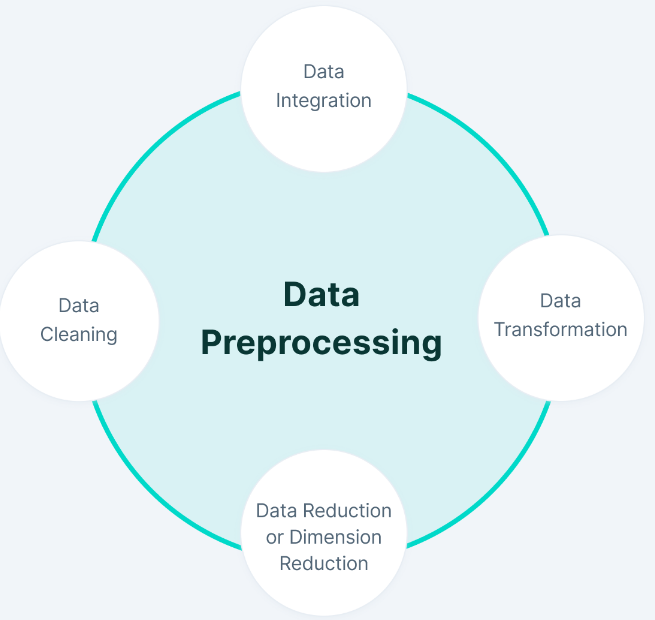 Data
Integration
Data
Cleaning
Data
Preprocessing
Data
Transformation
Data Reduction
or Dimension
Reduction